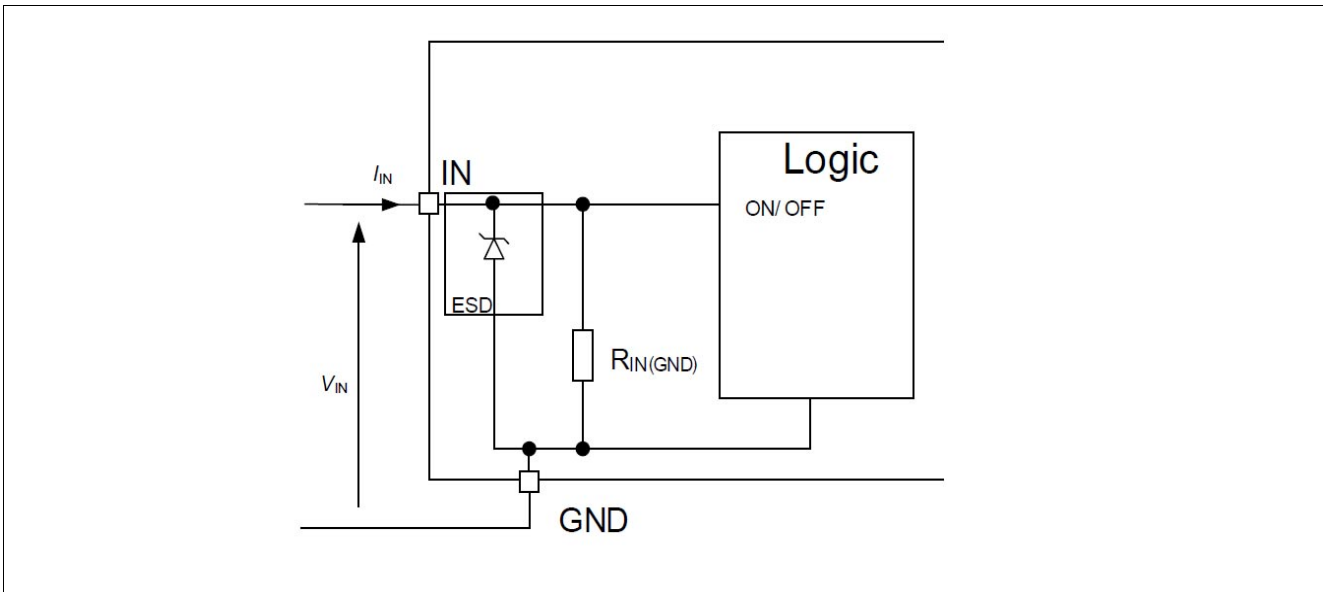 Logic
IN
I_IN
ON/ OFF
ESD
R_IN(GND)
V_IN
GND